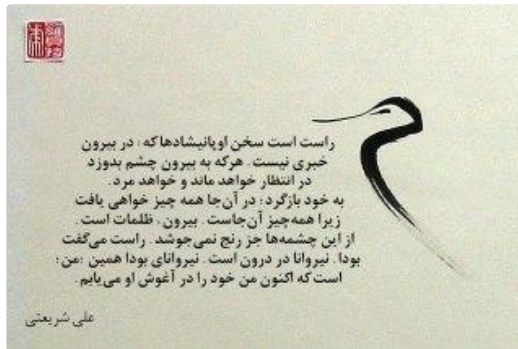 راست است سخن اوپانیشادها که : در بیرون
خبری نیست . هرکه به بیرون چشم بدوزد
در انتظار خواهد ماند و خواهد مرد.
به خود بازگرد : در آن‌جا همه چیز خواهی یافت
زیرا همه‌چیز آن‌جاست . بیرون ، ظلمات است.
از این چشمه‌ها جز رنج نمی‌جوشد . راست می‌گفت
بودا . نیروانا در درون است . نیروانای بودا همین :من:
است که اکنون من خود را در آغوش او می‌یابم .
علی شریعتی